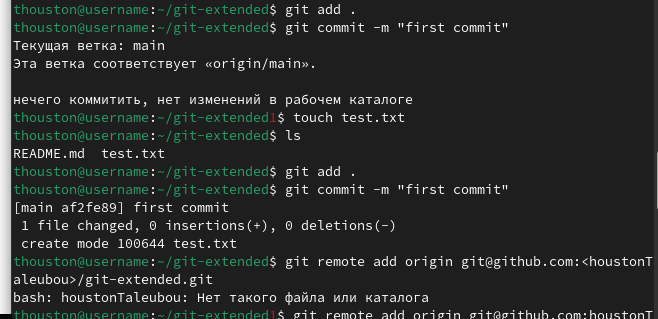 thouston@username:~/git-extended$ git add .
thouston@username:~/git-extended$ git commit -m "first commit"
Текущая ветка: main
Эта ветка соответствует «origin/main».
нечего коммитить, нет изменений в рабочем каталоге
thouston@username:~/git-extended1$ touch test.txt
thouston@username:~/git-extended$ ls
README.md  test.txt
thouston@username:~/git-extended$ git add .
thouston@username:~/git-extended$ git commit -m "first commit"
[main af2fe89] first commit
 1 file changed, 0 insertions(+), 0 deletions(-)
 create mode 100644 test.txt
thouston@username:~/git-extended$ git remote add origin git@github.com:<houstonT
aleubou>/git-extended.git
bash: houstonTaleubou: Нет такого файла или каталога
thouston@username:~/git-extended1$ git remote add origin git@github.com:houstonT